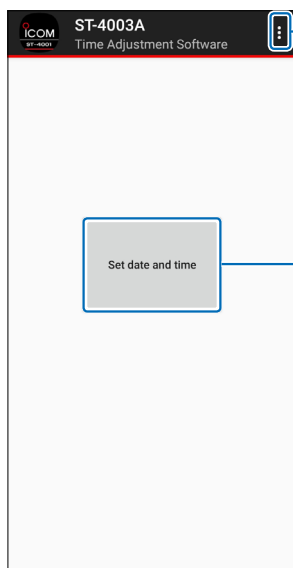 ICOM
ST-4001
ST-4003A
Time Adjustment Software
Set date and time